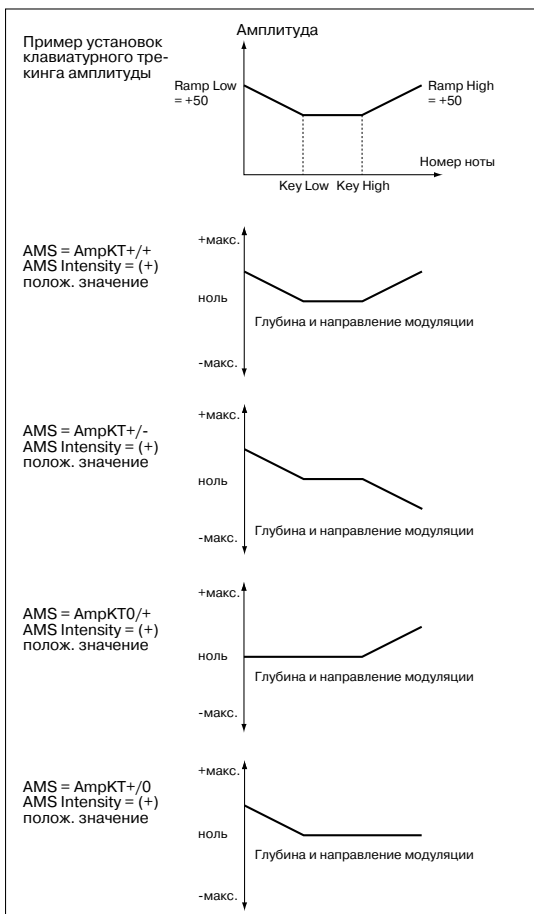 Пример установок
клавиатурного тре-
кинга амплитуды
Амплитуда
Ramp Low
= +50
Ramp High
= +50
Номер ноты
Key Low Key High
AMS = AmpKT+/+
AMS Intensity = (+)
полож. значение
+макс.
ноль
Глубина и направление модуляции
-макс.
AMS = AmpKT+/-
AMS Intensity = (+)
полож. значение
+макс.
ноль
Глубина и направление модуляции
-макс.
AMS = AmpKT0/+
AMS Intensity = (+)
полож. значение
+макс.
ноль
Глубина и направление модуляции
-макс.
AMS = AmpKT+/0
AMS Intensity = (+)
полож. значение
+макс.
ноль
Глубина и направление модуляции
-макс.